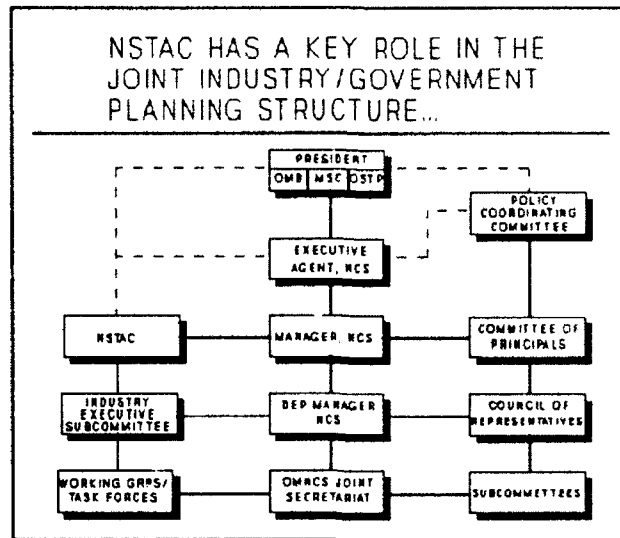 NSTAC HAS A KEY ROLE IN THE
JOINT INDUSTRY/GOVERNMENT
PLANNING STRUCTURE...
PRESIDENT
OMB MSC OSTP
POLICY
COORDINATING
COMMITTEE
EXECUTIVE
AGENT, NCS
NSTAC
MANAGER, NCS
COMMITTEE OF
PRINCIPALS
INDUSTRY
EXECUTIVE
SUBCOMMITTEE
DEP MANAGER
NCS
COUNCIL OF
REPRESENTATIVES
WORKING GRPS/
TASK FORCES
OMNCS JOINT
SECRETARIAT
SUBCOMMITTEES